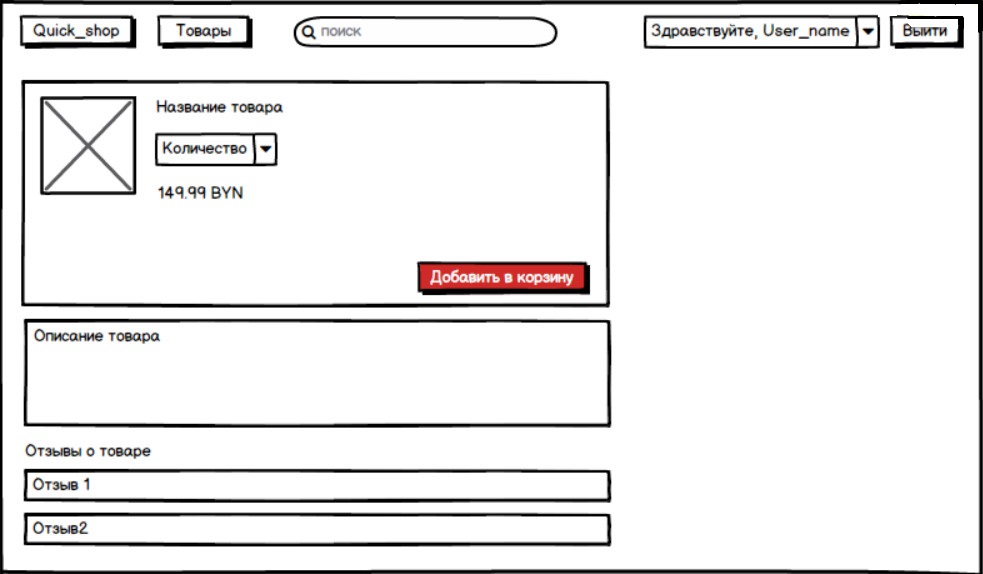 Quick_shop
Товары
поиск
Здравствуйте, User_name
Выйти
Название товара
Количество
149.99 BYN
Добавить в корзину
Описание товара
Отзывы о товаре
Отзыв 1
Отзыв2